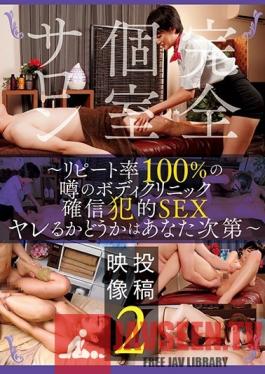 完全
個室
サロン
～リピート率100%の
噂のボディクリニック
確信犯的SEX
ヤレるかどうかはあなた次第～
投稿
映像
2
FREE JAV LIBRARY